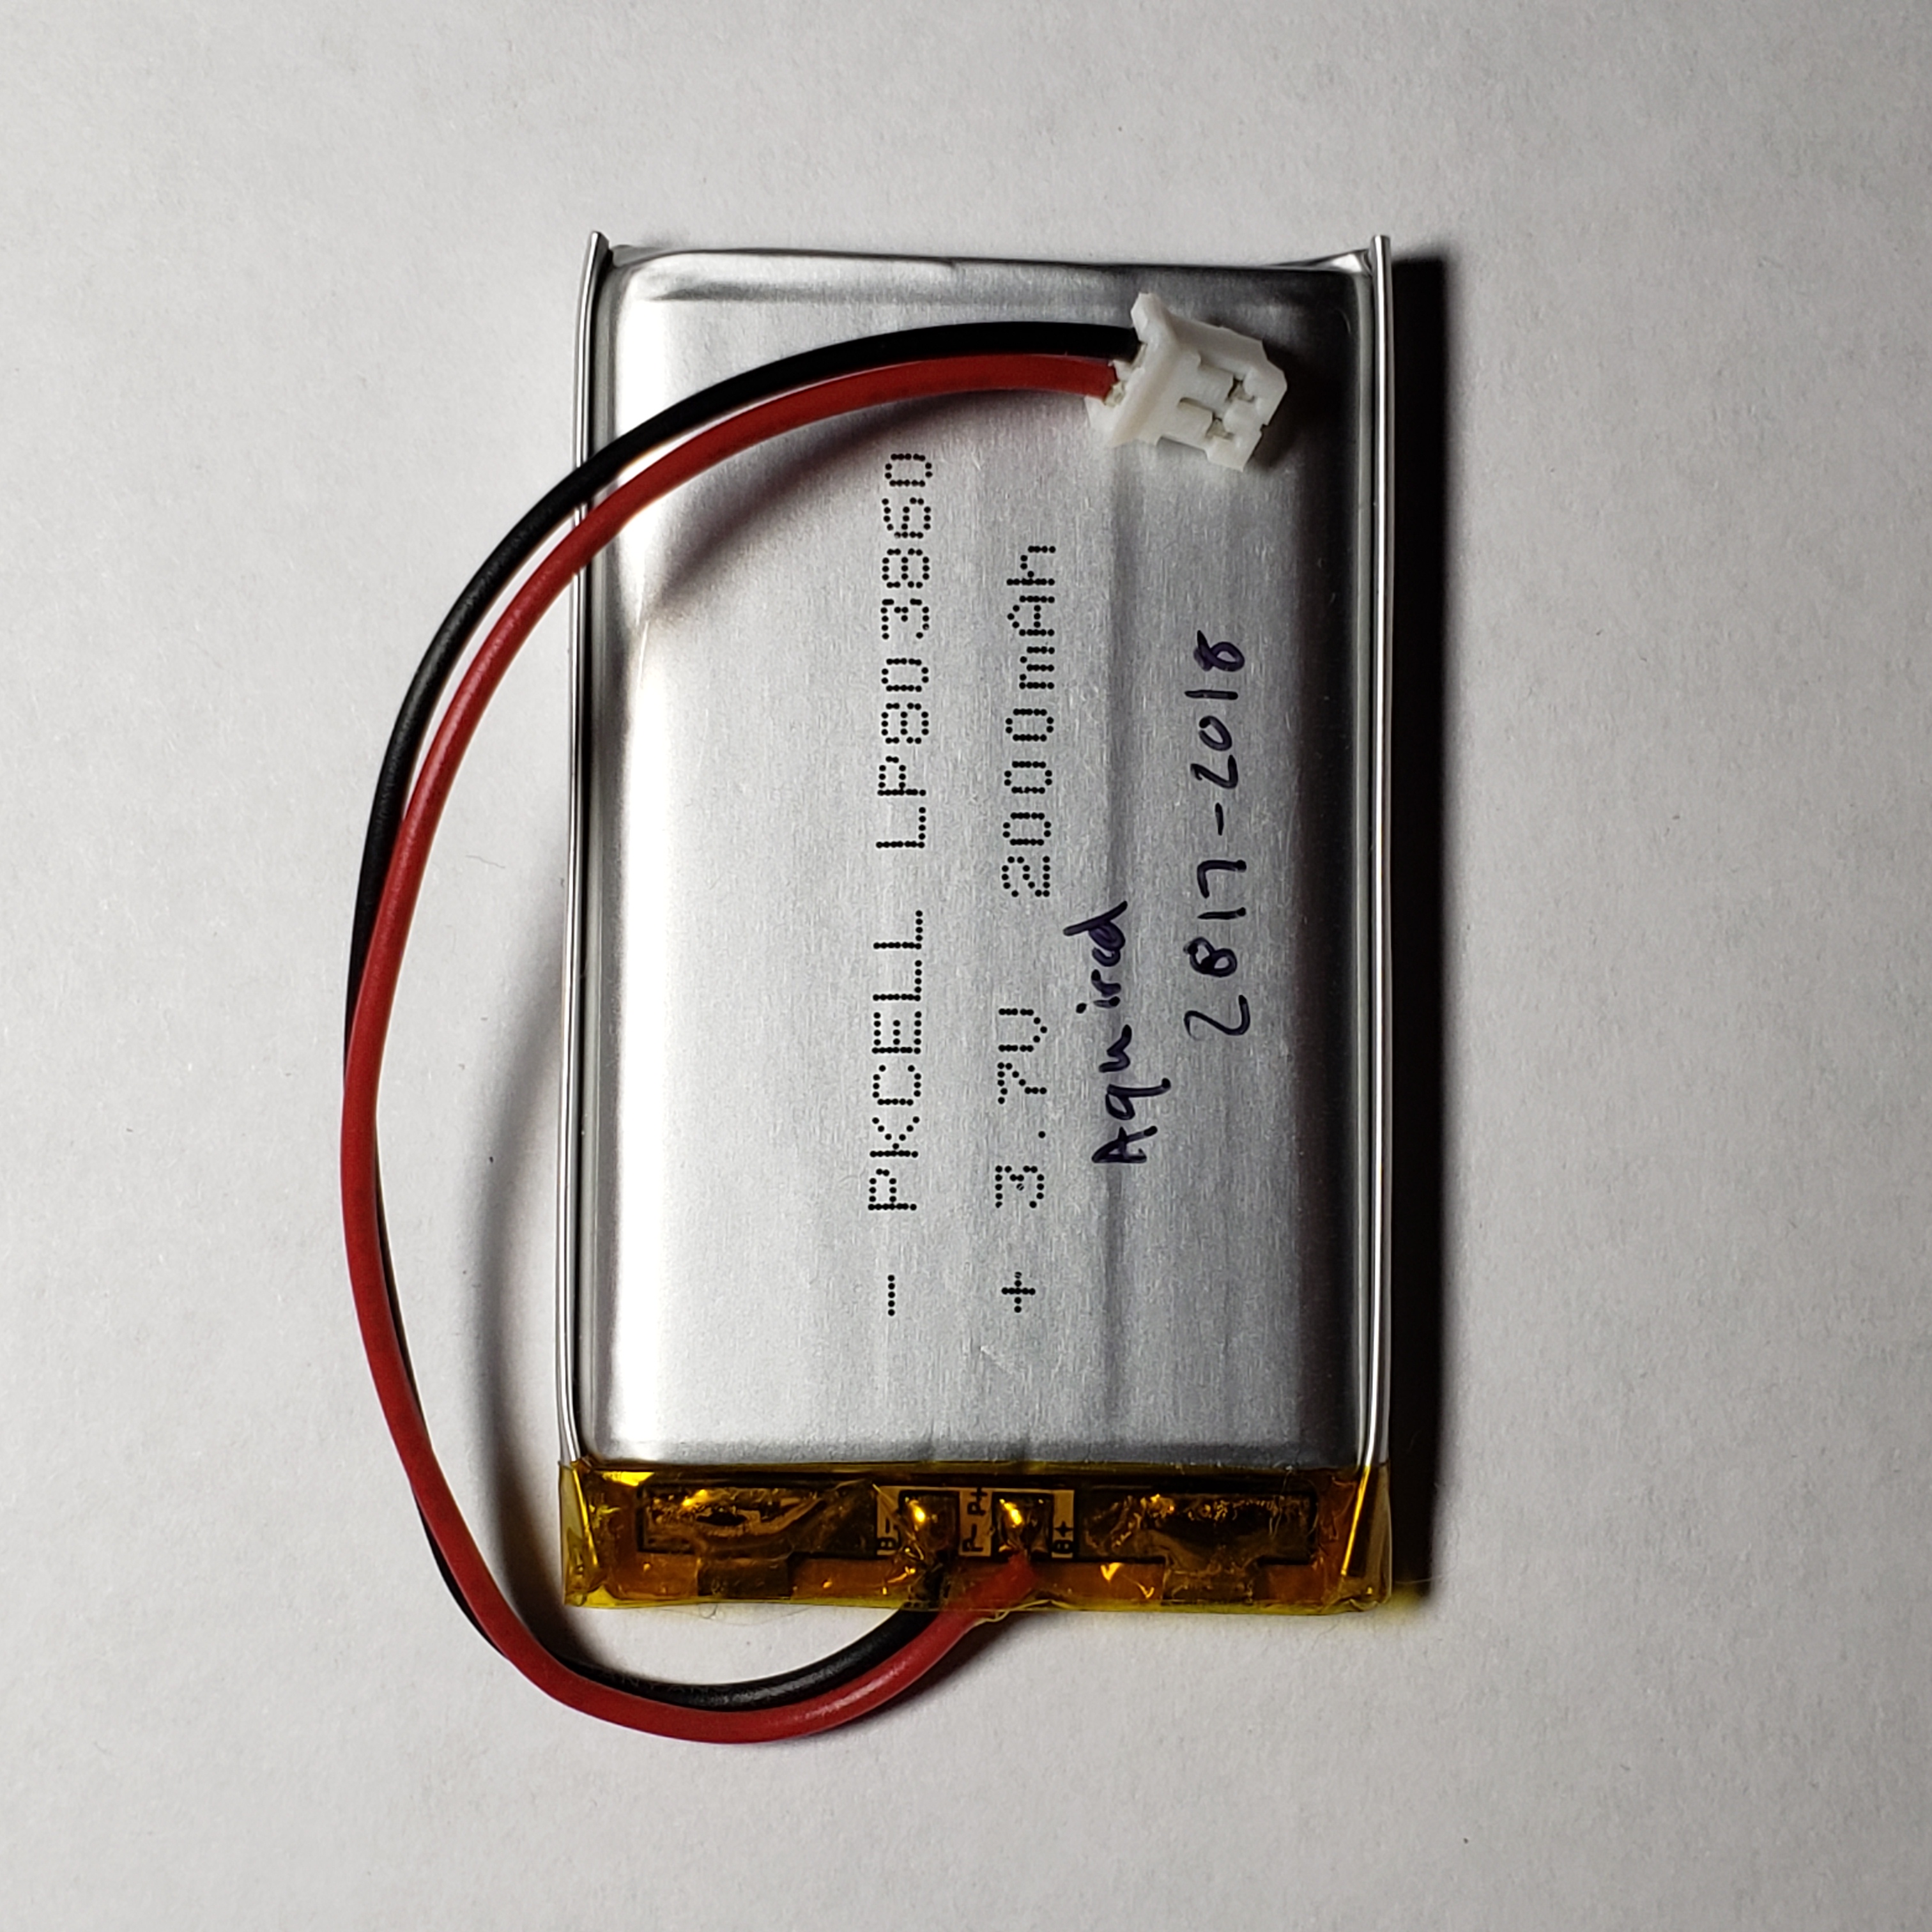 - PKCELL LP803860
+ 3.7V 2000mAh
Aquired
2017-2018
B-
P- P+
B+